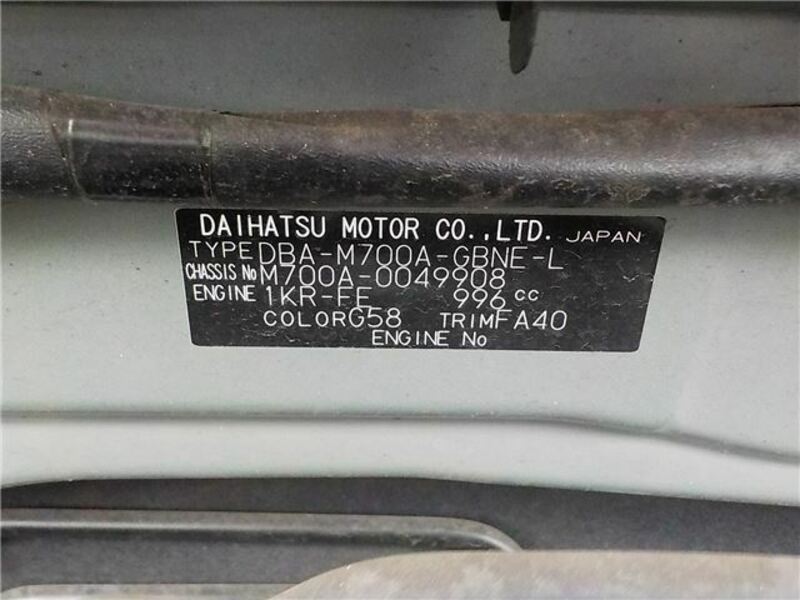 DAIHATSU MOTOR CO.,LTD. JAPAN
TYPE DBA-M700A-GBNE-L
CHASSIS No M700A-0049908
ENGINE 1KR-FE 996 cc
COLOR G58 TRIM FA40
ENGINE No